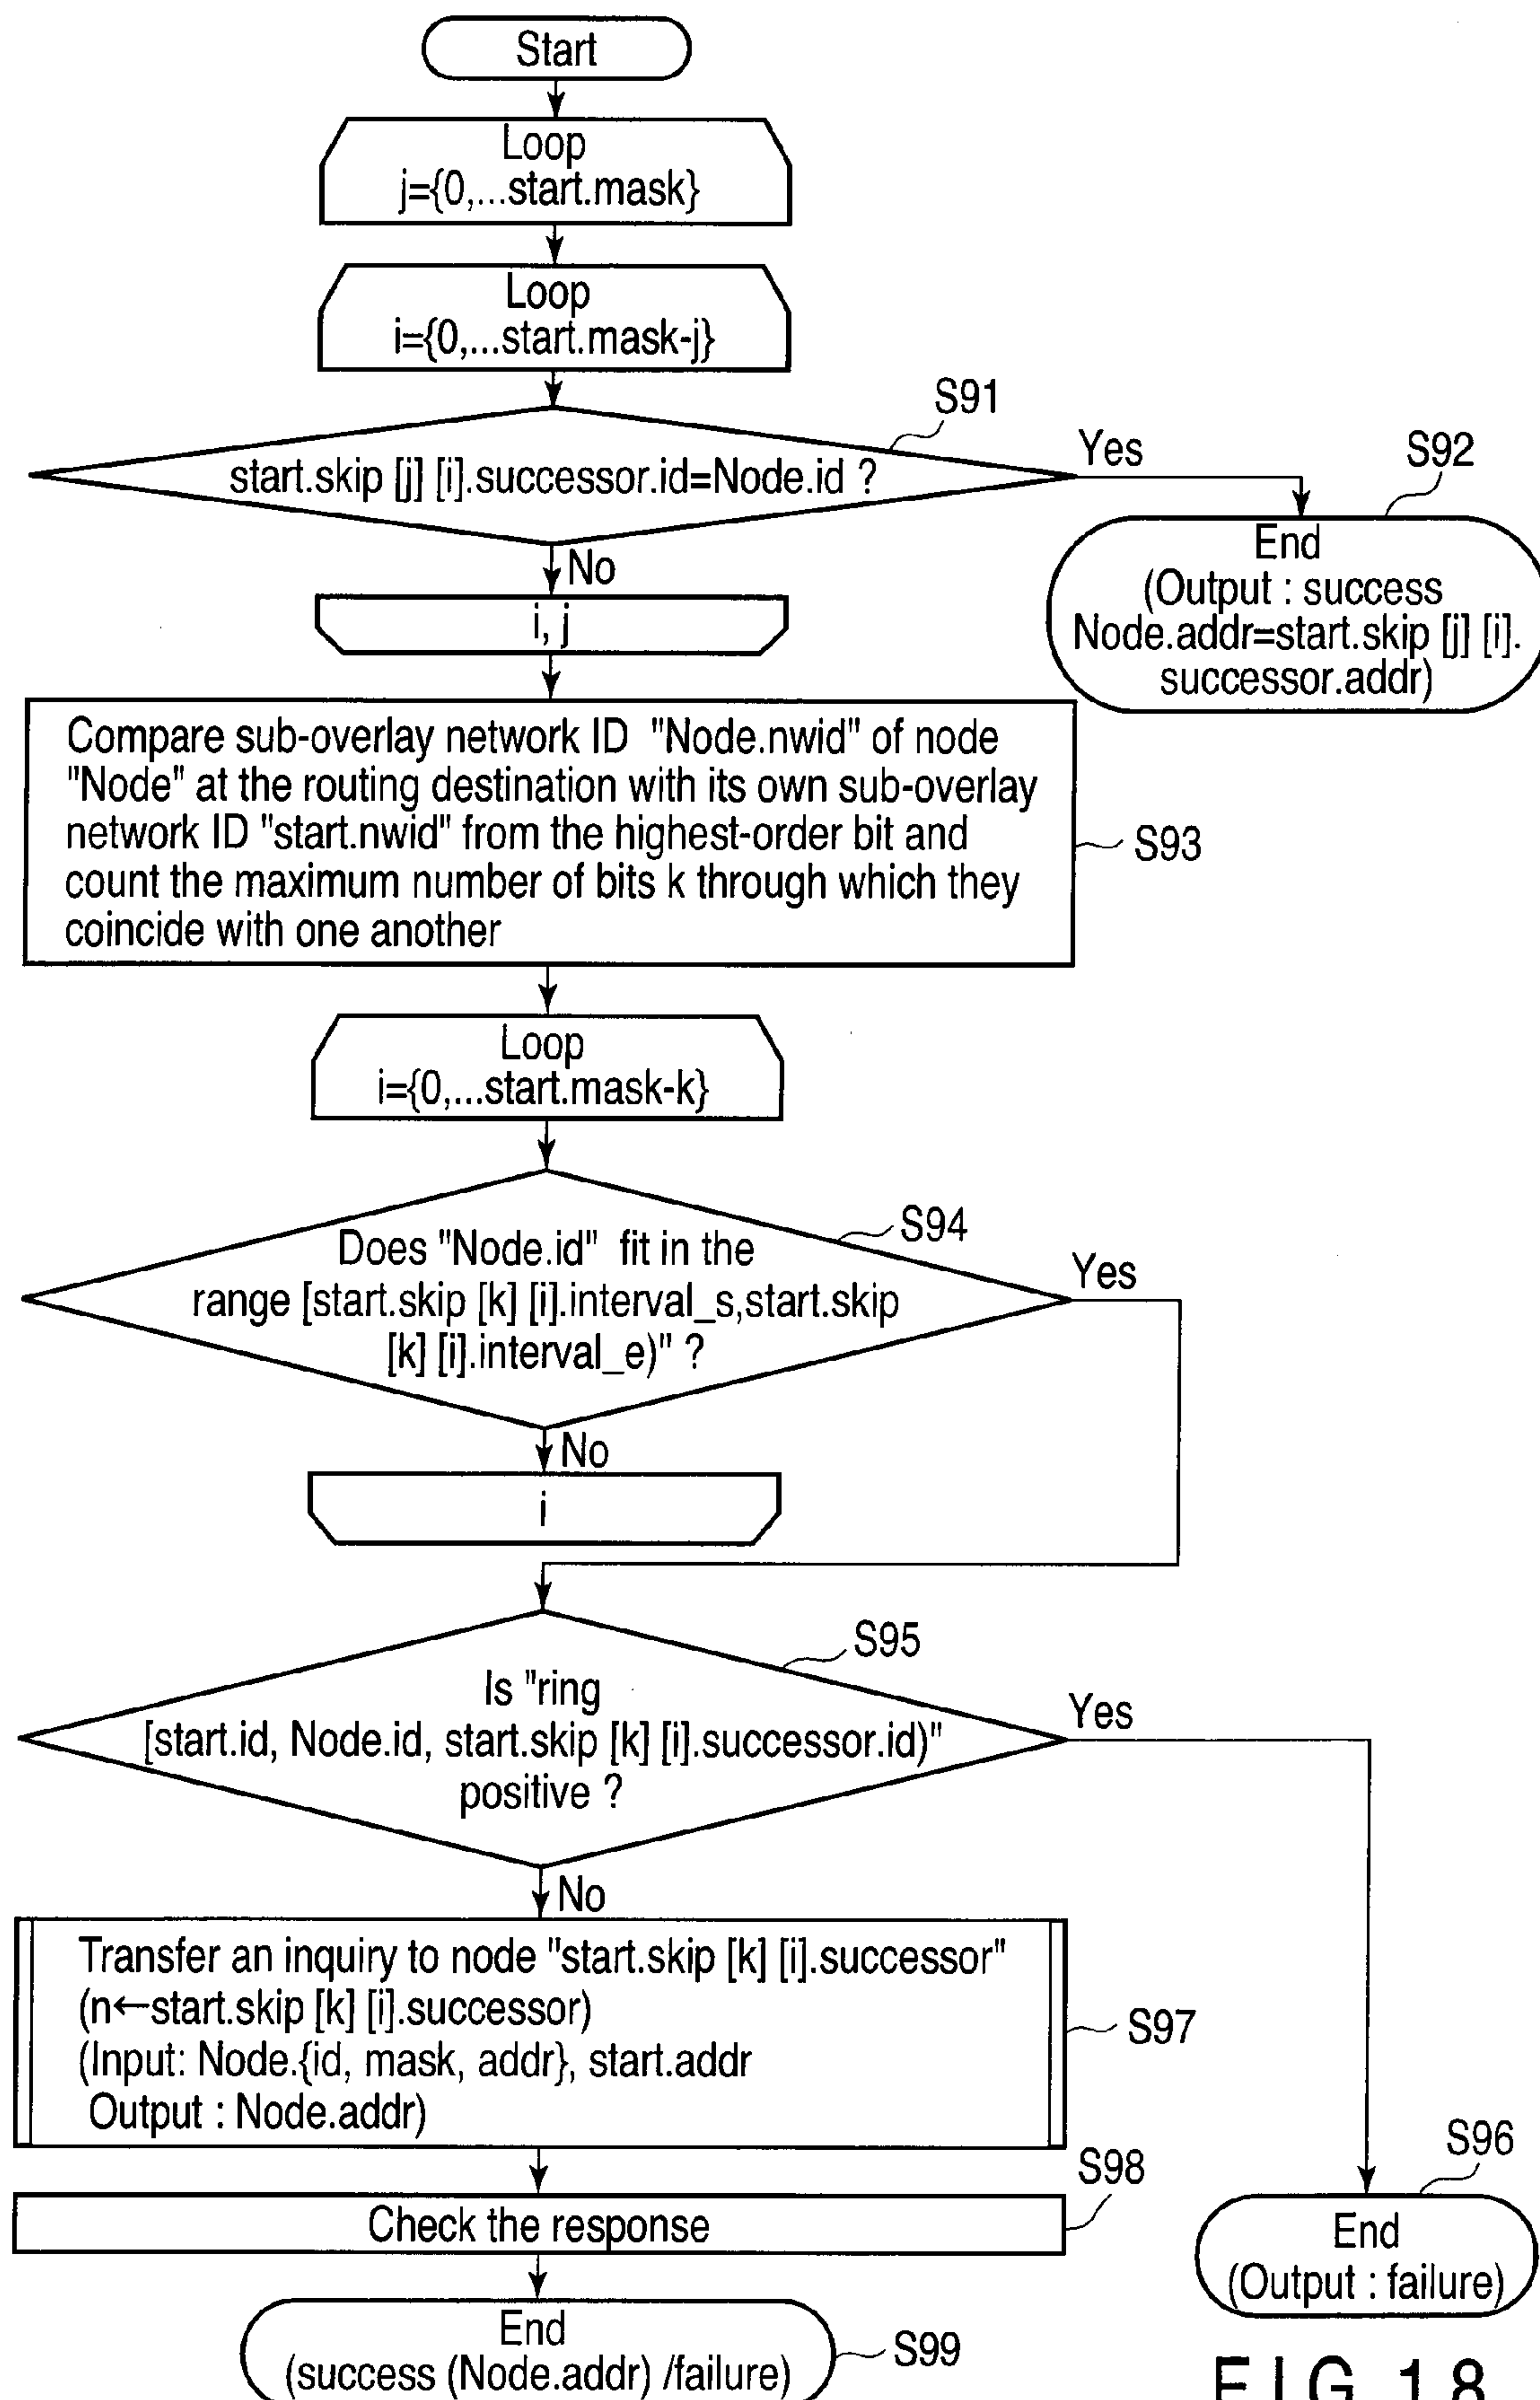 Start
Loop
j={0,...start.mask}
Loop
i={0,...start.mask-j}
S91
start.skip [j] [i].successor.id=Node.id ?
Yes
S92
End
(Output : success
Node.addr=start.skip [j] [i].
successor.addr)
No
i, j
Compare sub-overlay network ID "Node.nwid" of node
"Node" at the routing destination with its own sub-overlay
network ID "start.nwid" from the highest-order bit and
count the maximum number of bits k through which they
coincide with one another
S93
Loop
i={0,...start.mask-k}
S94
Does "Node.id" fit in the
range [start.skip [k] [i].interval_s,start.skip
[k] [i].interval_e)" ?
Yes
No
i
S95
Is "ring
[start.id, Node.id, start.skip [k] [i].successor.id)"
positive ?
Yes
No
Transfer an inquiry to node "start.skip [k] [i].successor"
(n←start.skip [k] [i].successor)
(Input: Node.{id, mask, addr}, start.addr
Output : Node.addr)
S97
S98
Check the response
S96
End
(Output : failure)
End
(success (Node.addr) /failure)
S99
FIG. 18